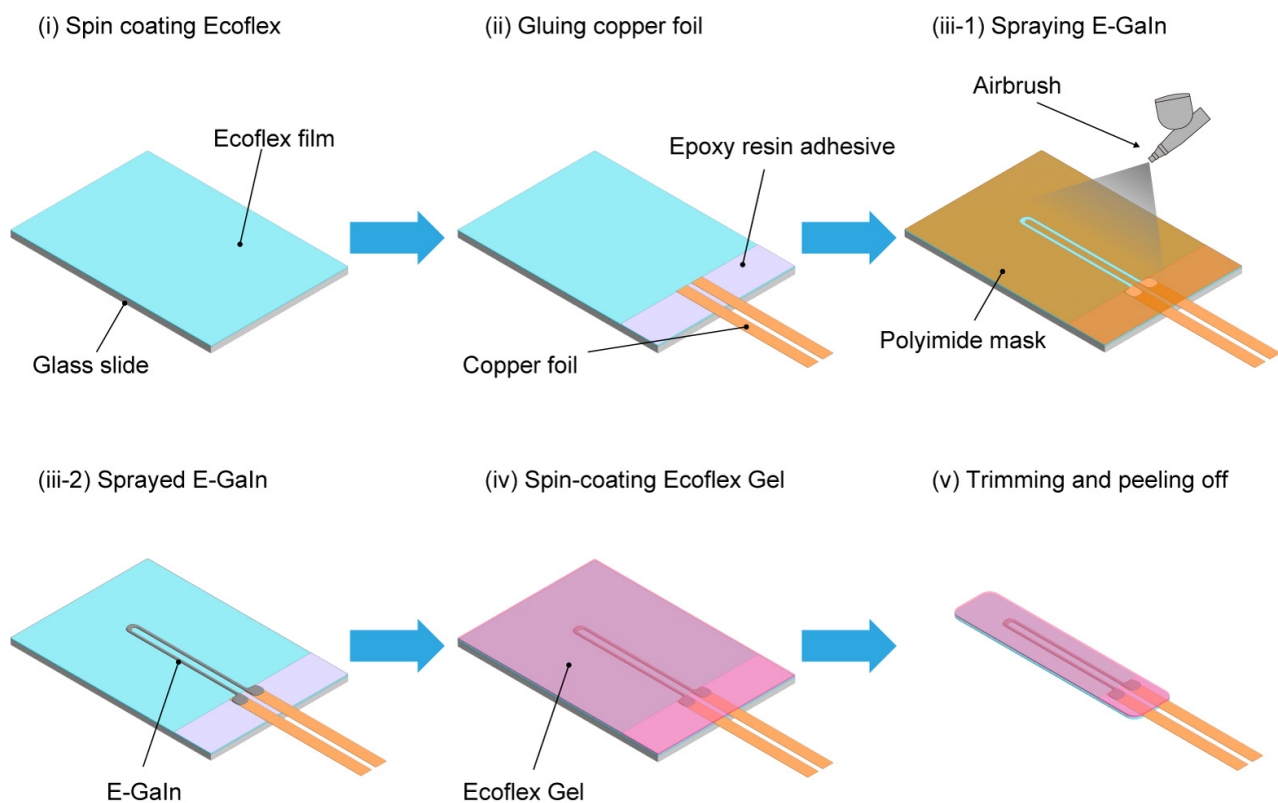 (i) Spin coating Ecoflex
(ii) Gluing copper foil
(iii-1) Spraying E-GaIn
Airbrush
Ecoflex film
Epoxy resin adhesive
Glass slide
Copper foil
Polyimide mask
(iii-2) Sprayed E-GaIn
(iv) Spin-coating Ecoflex Gel
(v) Trimming and peeling off
E-GaIn
Ecoflex Gel